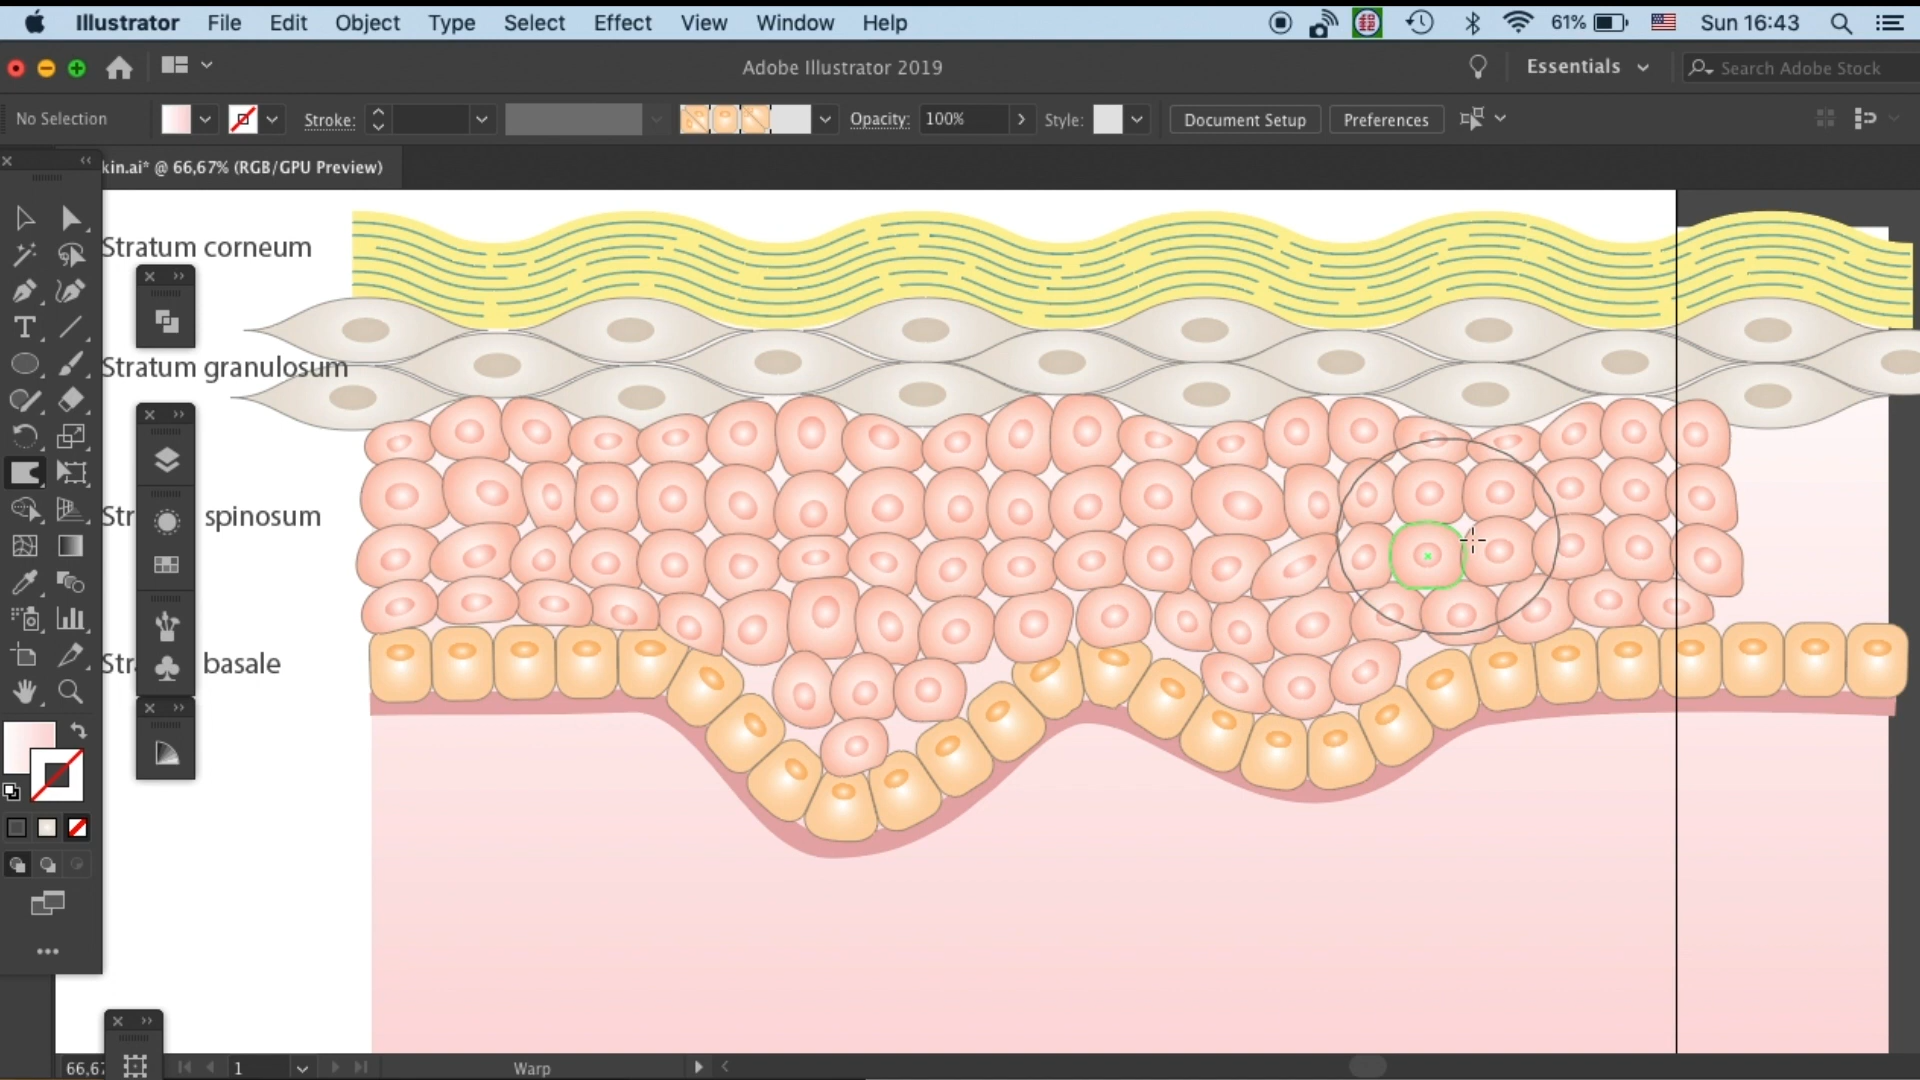 Illustrator File Edit Object Type Select Effect View Window Help 61% Sun 16:43
Adobe Illustrator 2019 Essentials Search Adobe Stock
No Selection Stroke: Opacity: 100% Style: Document Setup Preferences
kin.ai* @ 66,67% (RGB/GPU Preview)
Stratum corneum
Stratum granulosum
Str spinosum
Str basale
66,67 1 Warp